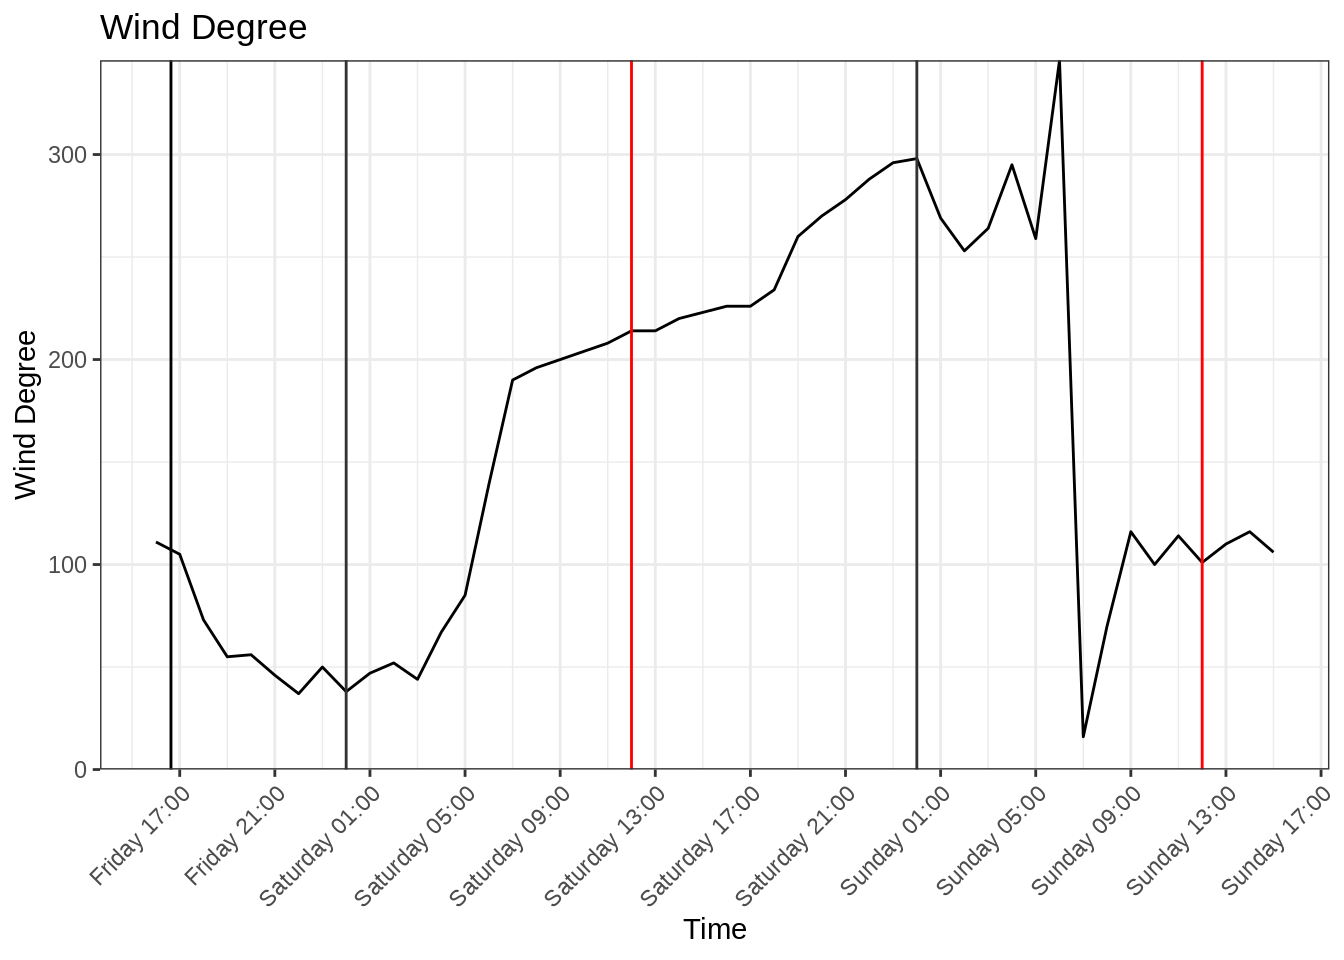 Wind Degree
Wind Degree
300
200
100
0
Friday 17:00
Friday 21:00
Saturday 01:00
Saturday 05:00
Saturday 09:00
Saturday 13:00
Saturday 17:00
Saturday 21:00
Sunday 01:00
Sunday 05:00
Sunday 09:00
Sunday 13:00
Sunday 17:00
Time